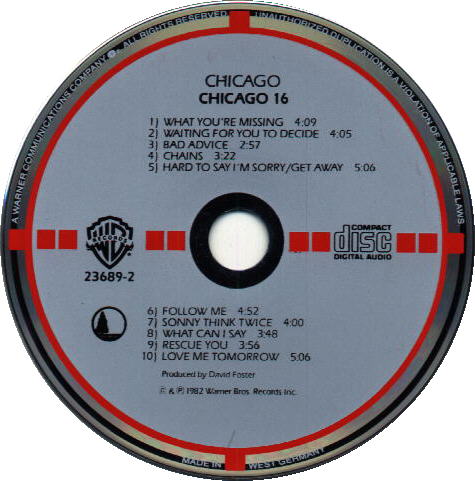 A WARNER COMMUNICATIONS COMPANY ℗. ALL RIGHTS RESERVED. UNAUTHORIZED DUPLICATION IS A VIOLATION OF APPLICABLE LAWS
CHICAGO
CHICAGO 16
1) WHAT YOU'RE MISSING 4:09
2) WAITING FOR YOU TO DECIDE 4:05
3) BAD ADVICE 2:57
4) CHAINS 3:22
5) HARD TO SAY I'M SORRY/GET AWAY 5:06
WB
RECORDS
23689-2
COMPACT
disc
DIGITAL AUDIO
6) FOLLOW ME 4:52
7) SONNY THINK TWICE 4:00
8) WHAT CAN I SAY 3:48
9) RESCUE YOU 3:56
10) LOVE ME TOMORROW 5:06
Produced by David Foster
© & ℗ 1982 Warner Bros. Records Inc.
MADE IN WEST GERMANY